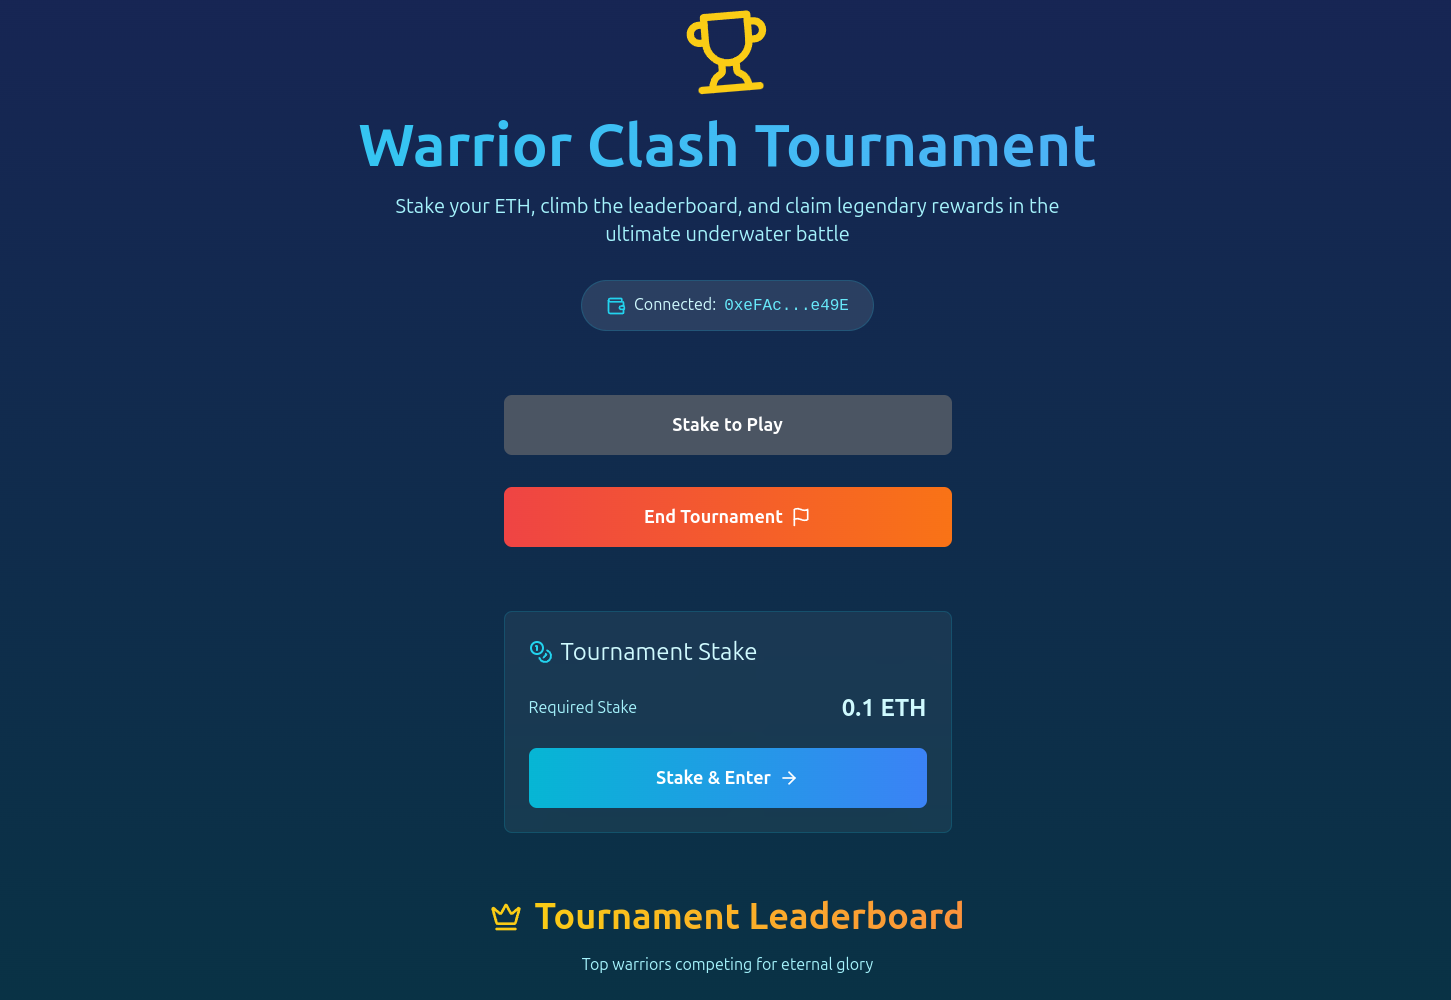 Warrior Clash Tournament
Stake your ETH, climb the leaderboard, and claim legendary rewards in the
ultimate underwater battle
Connected: 0xeFAc...e49E
Stake to Play
End Tournament
Tournament Stake
Required Stake 0.1 ETH
Stake & Enter
Tournament Leaderboard
Top warriors competing for eternal glory